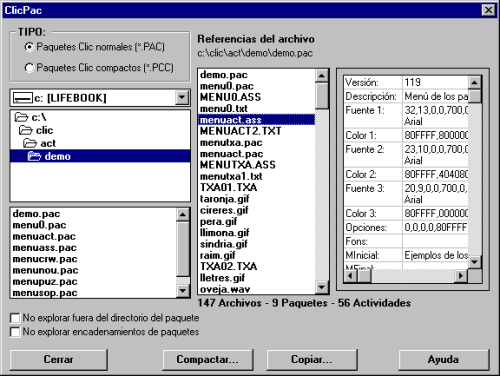 ClicPac
TIPO:
Paquetes Clic normales (*.PAC)
Paquetes Clic compactos (*.PCC)
c: [LIFEBOOK]
c:\
clic
act
demo
demo.pac
menu0.pac
menuact.pac
menuass.pac
menucrw.pac
menunou.pac
menupuz.pac
menusop.pac
No explorar fuera del directorio del paquete
No explorar encadenamientos de paquetes
Referencias del archivo
c:\clic\act\demo\demo.pac
demo.pac
menu0.pac
MENU0.ASS
menu0.txt
menuact.ass
MENUACT2.TXT
menutxa.pac
menuact.pac
MENUTXA.ASS
menutxa1.txt
TXA01.TXA
taronja.gif
cireres.gif
pera.gif
llimona.gif
sindria.gif
raim.gif
TXA02.TXA
lletres.gif
oveja.wav
147 Archivos - 9 Paquetes - 56 Actividades
Versión: 119
Descripción: Menú de los pa
Fuente 1: 32,13,0,0,700,0
Arial
Color 1: 80FFFF,800000
Fuente 2: 23,10,0,0,700,0
Arial
Color 2: 80FFFF,404080
Fuente 3: 20,9,0,0,700,0,
Arial
Color 3: 80FFFF,000000
Opciones: 0,0,0,0,80FFFF
Fons:
MInicial: Ejemplos de los
MFinal:
Cerrar
Compactar...
Copiar...
Ayuda